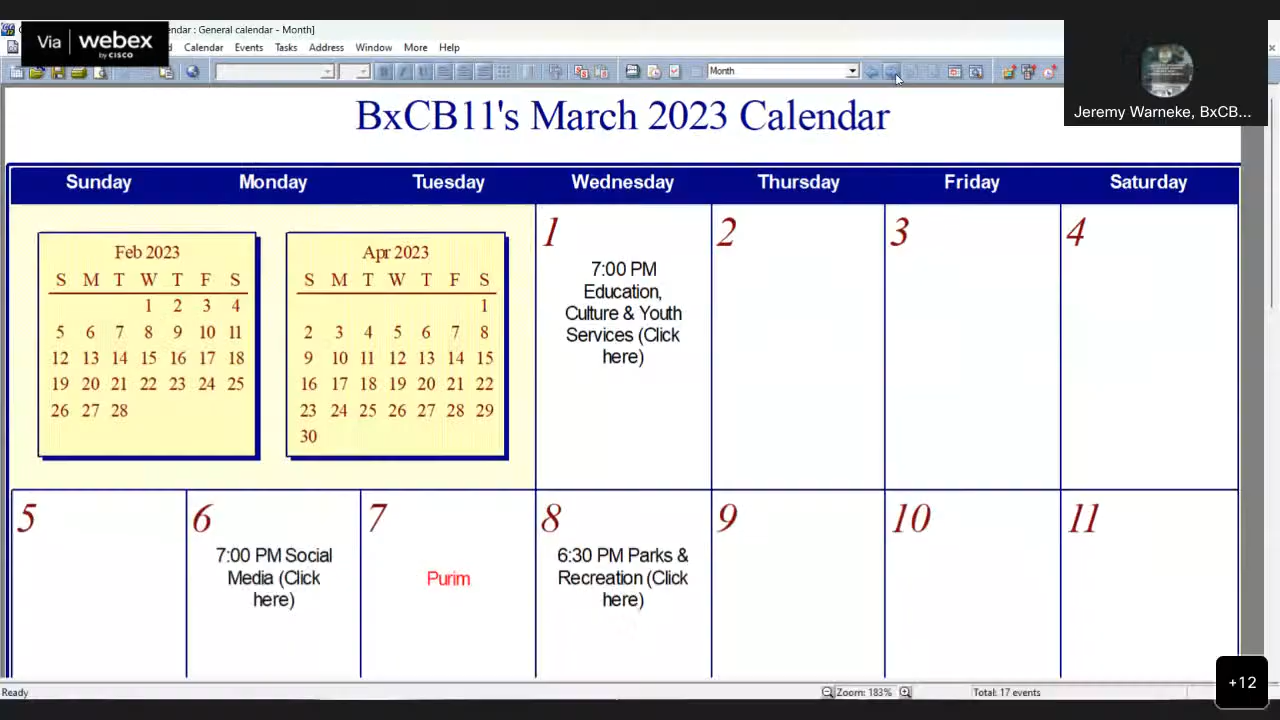 endar : General calendar - Month]
Via webex
by CISCO
Calendar Events Tasks Address Window More Help
Month
Jeremy Warneke, BxCB...
BxCB11's March 2023 Calendar
Sunday Monday Tuesday Wednesday Thursday Friday Saturday
Feb 2023
S M T W T F S
1 2 3 4
5 6 7 8 9 10 11
12 13 14 15 16 17 18
19 20 21 22 23 24 25
26 27 28
Apr 2023
S M T W T F S
1
2 3 4 5 6 7 8
9 10 11 12 13 14 15
16 17 18 19 20 21 22
23 24 25 26 27 28 29
30
1
7:00 PM
Education,
Culture & Youth
Services (Click
here)
2
3
4
5
6
7:00 PM Social
Media (Click
here)
7
Purim
8
6:30 PM Parks &
Recreation (Click
here)
9
10
11
Ready
Zoom: 183%
Total: 17 events
+12